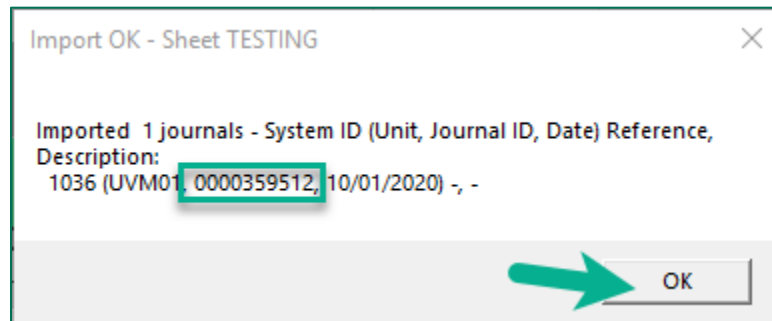 Import OK - Sheet TESTING
Imported 1 journals - System ID (Unit, Journal ID, Date) Reference,
Description:
1036 (UVM01, 0000359512, 10/01/2020) -, -
OK